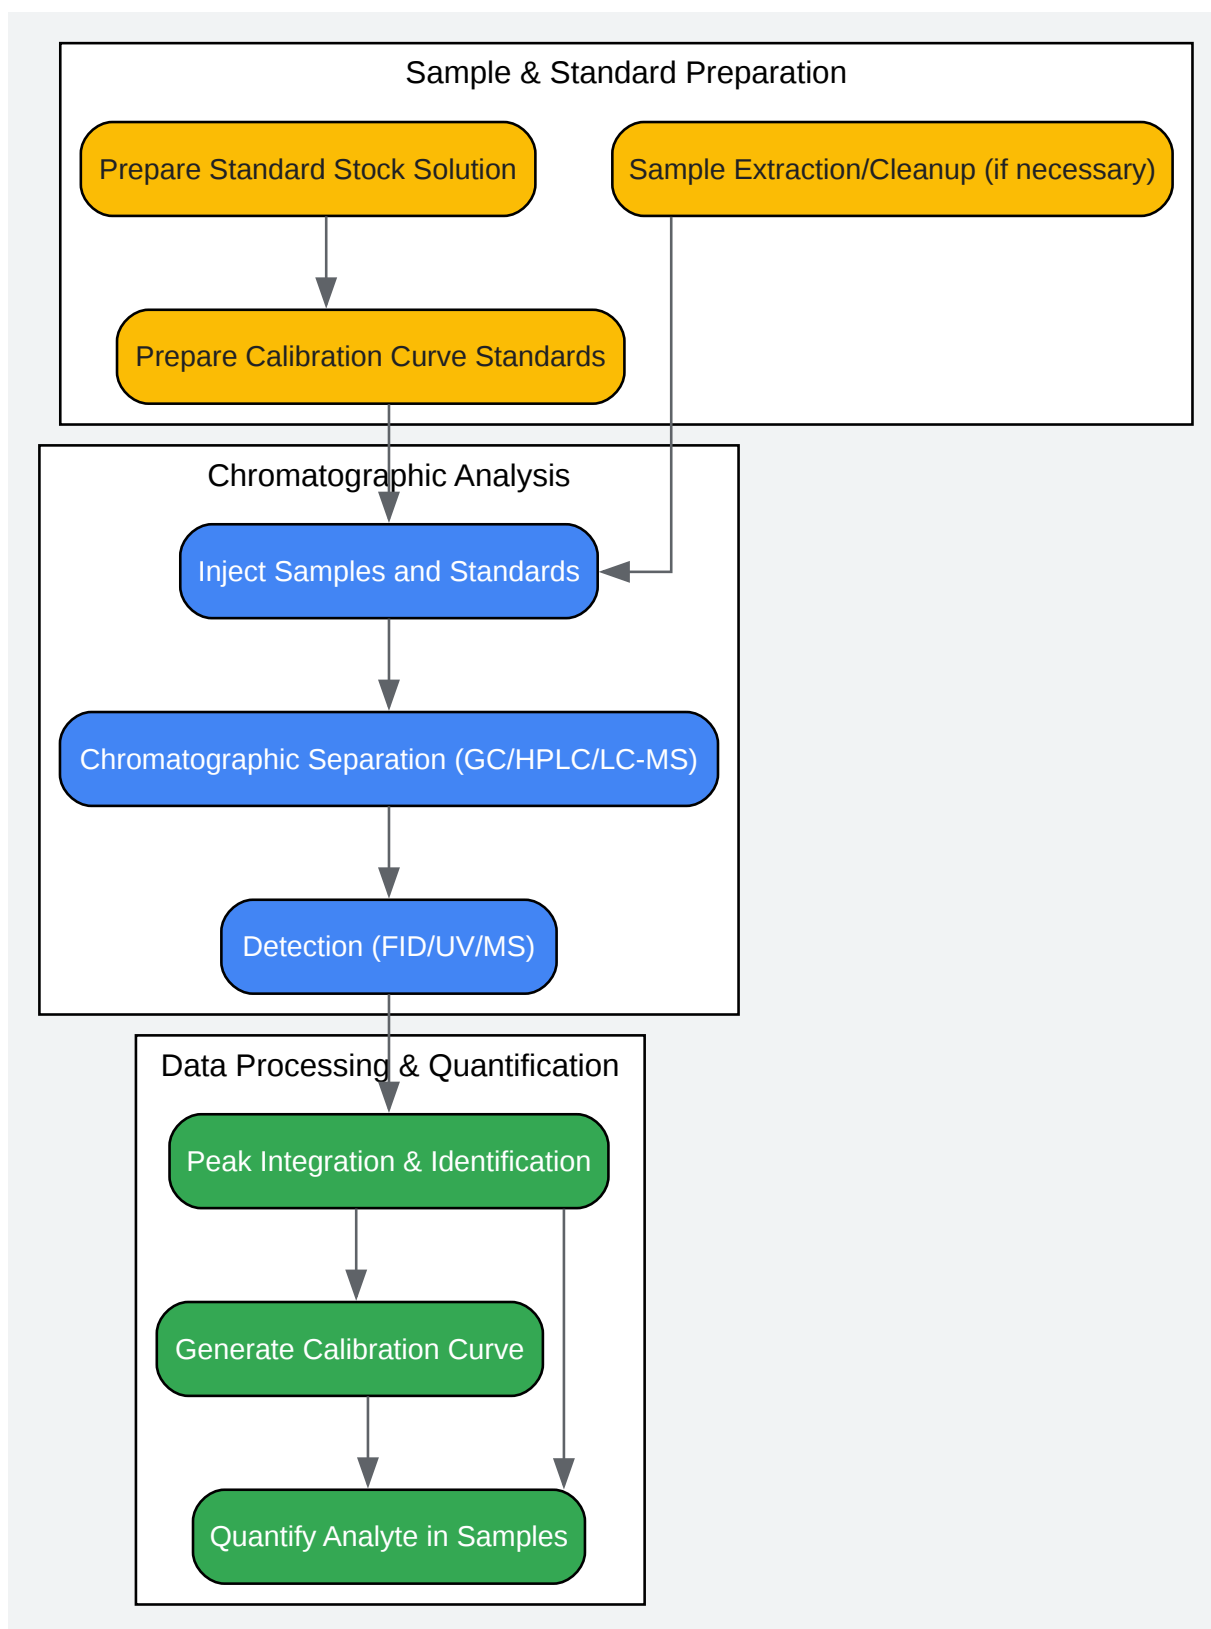 Sample & Standard Preparation
Prepare Standard Stock Solution
Sample Extraction/Cleanup (if necessary)
Prepare Calibration Curve Standards
Chromatographic Analysis
Inject Samples and Standards
Chromatographic Separation (GC/HPLC/LC-MS)
Detection (FID/UV/MS)
Data Processing & Quantification
Peak Integration & Identification
Generate Calibration Curve
Quantify Analyte in Samples